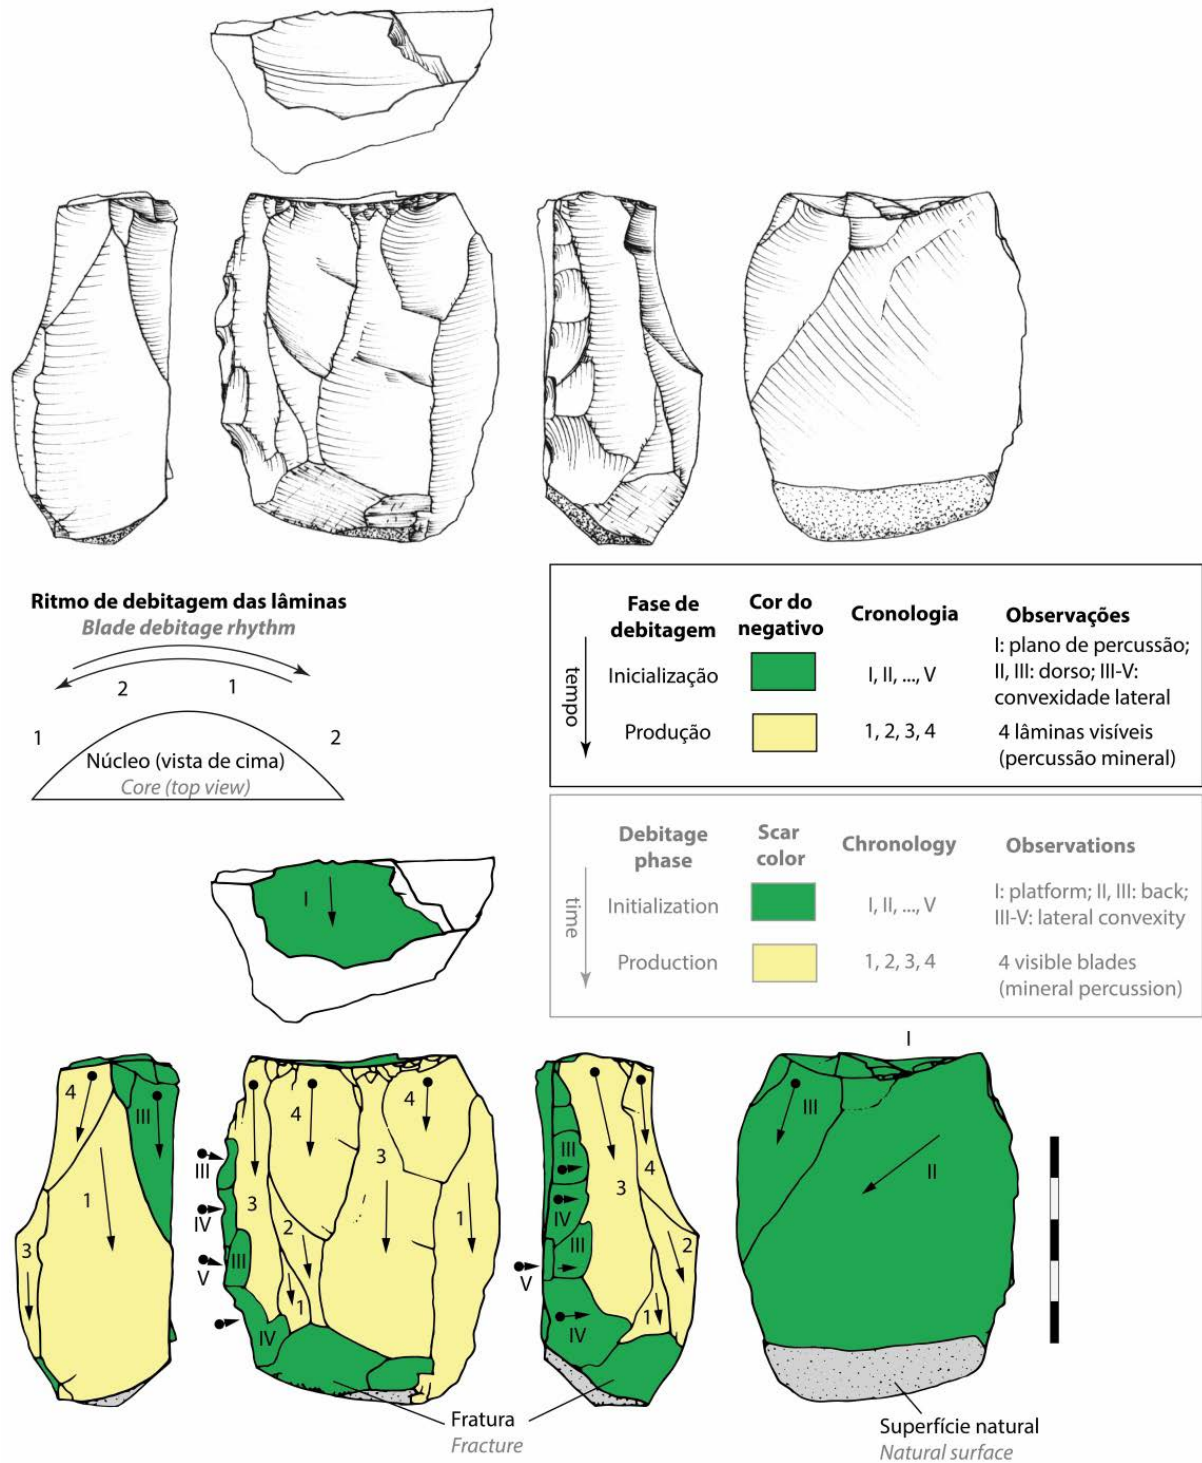 Ritmo de debitagem das lâminas
Blade debitage rhythm
2 1
1 2
Núcleo (vista de cima)
Core (top view)
tempo
Fase de debitagem
Cor do negativo
Cronologia
Observações
Inicialização
I, II, ..., V
I: plano de percussão;
II, III: dorso; III-V:
convexidade lateral
Produção
1, 2, 3, 4
4 lâminas visíveis
(percussão mineral)
time
Debitage phase
Scar color
Chronology
Observations
Initialization
I, II, ..., V
I: platform; II, III: back;
III-V: lateral convexity
Production
1, 2, 3, 4
4 visible blades
(mineral percussion)
I
I
4
III
1
3
4
4
3
III
IV
V
3
2
III
1
IV
1
III
IV
III
V
IV
3
4
2
1
III
II
Fratura
Fracture
Superfície natural
Natural surface